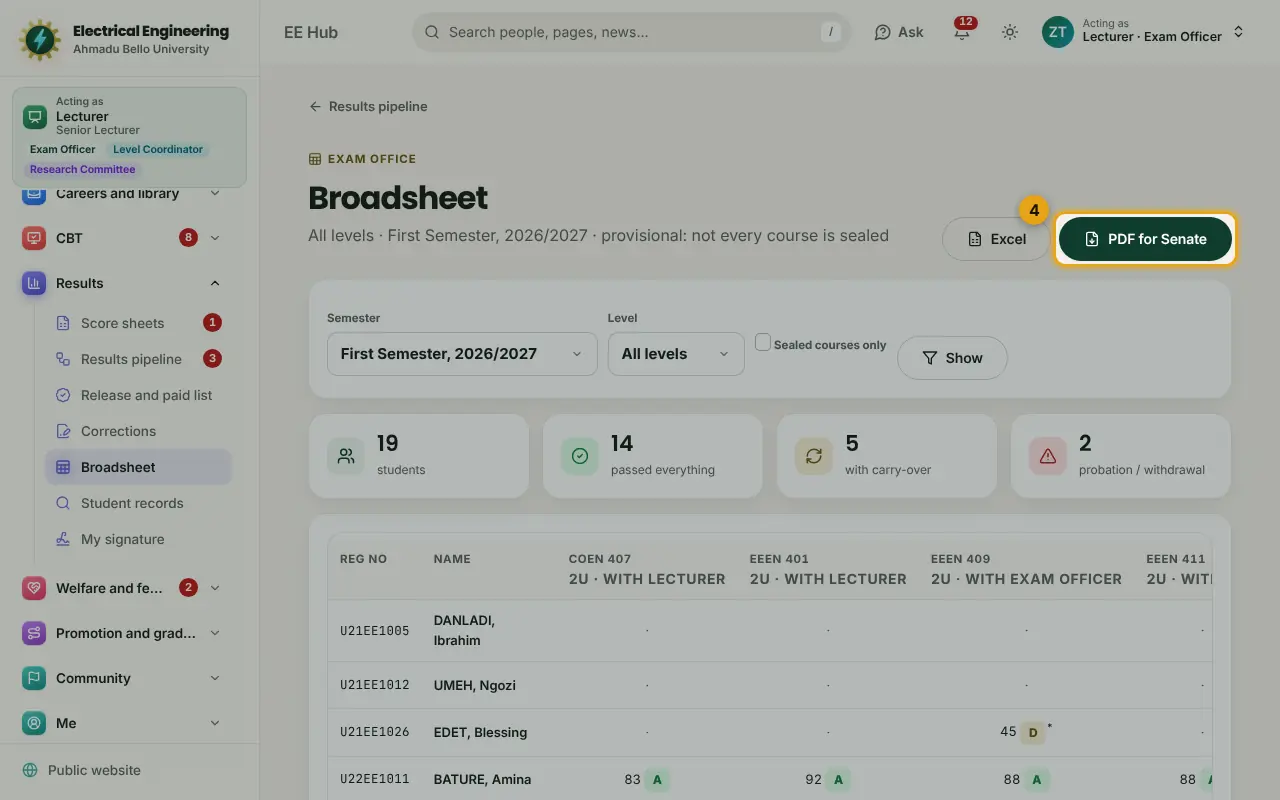 Electrical Engineering
Ahmadu Bello University
EE Hub
Search people, pages, news...
/
Ask
12
ZT
Acting as
Lecturer · Exam Officer
Acting as
Lecturer
Senior Lecturer
Exam Officer
Level Coordinator
Research Committee
Careers and library
CBT
8
Results
Score sheets
1
Results pipeline
3
Release and paid list
Corrections
Broadsheet
Student records
My signature
Welfare and fe...
2
Promotion and grad...
Community
Me
Public website
Results pipeline
EXAM OFFICE
Broadsheet
All levels · First Semester, 2026/2027 · provisional: not every course is sealed
4
Excel
PDF for Senate
Semester
First Semester, 2026/2027
Level
All levels
Sealed courses only
Show
19
students
14
passed everything
5
with carry-over
2
probation / withdrawal
REG NO NAME COEN 407 EEEN 401 EEEN 409 EEEN 411
2U · WITH LECTURER 2U · WITH LECTURER 2U · WITH EXAM OFFICER 2U · WIT
U21EE1005 DANLADI, Ibrahim · · · ·
U21EE1012 UMEH, Ngozi · · · ·
U21EE1026 EDET, Blessing · · 45 D * ·
U22EE1011 BATURE, Amina 83 A 92 A 88 A 88 A